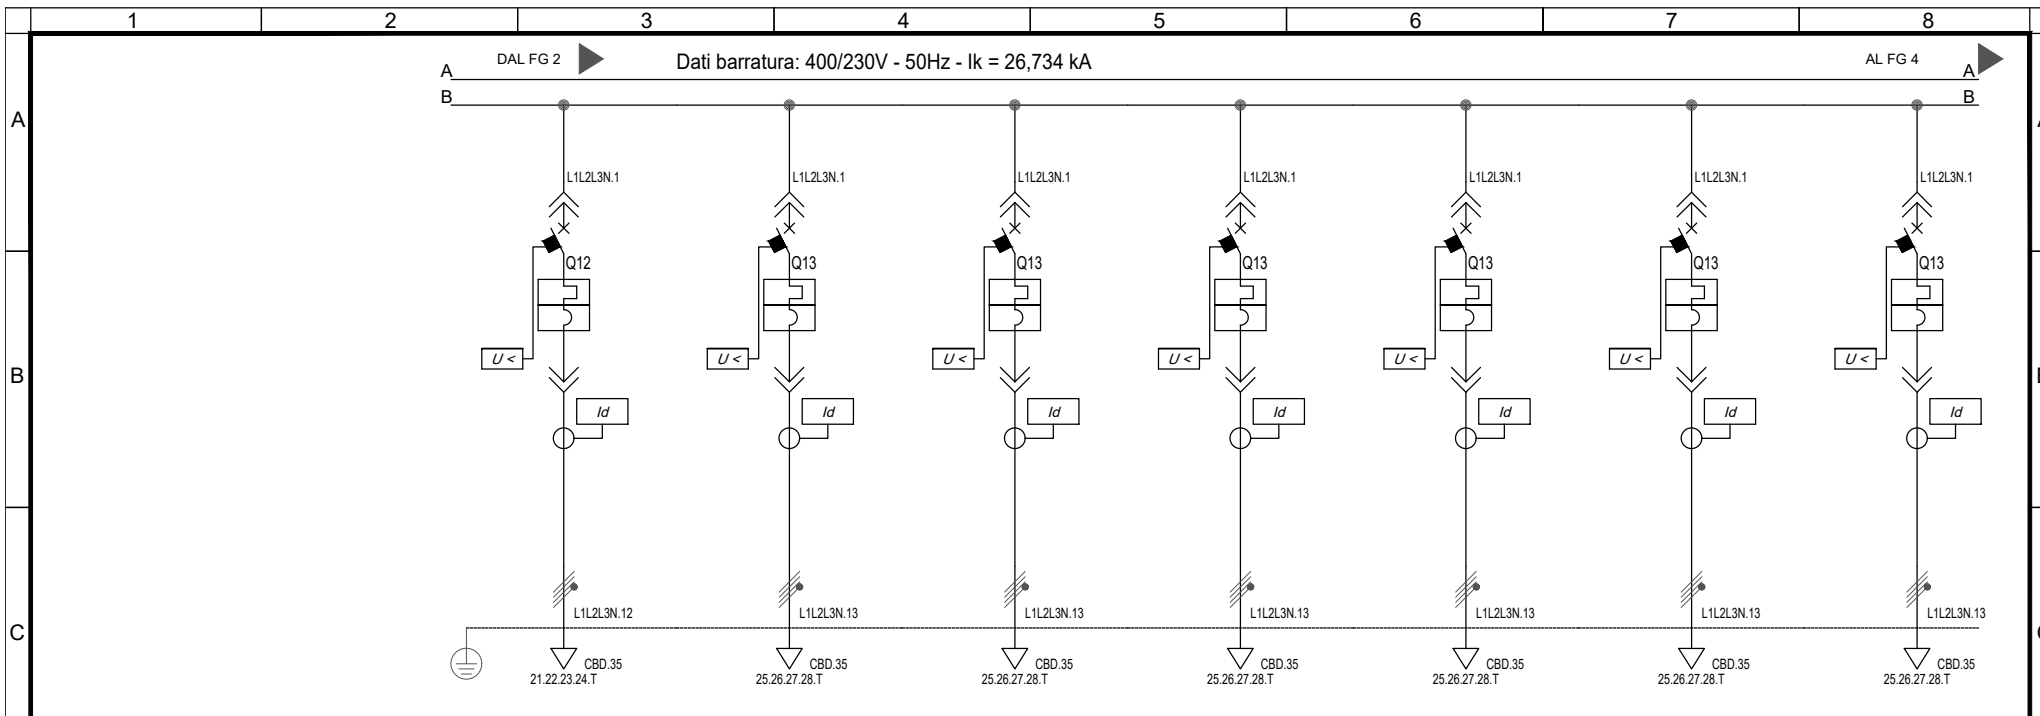 1 2 3 4 5 6 7 8
DAL FG 2 Dati barratura: 400/230V - 50Hz - Ik = 26,734 kA AL FG 4
A A
B B
A
L1L2L3N.1 L1L2L3N.1 L1L2L3N.1 L1L2L3N.1 L1L2L3N.1 L1L2L3N.1 L1L2L3N.1
Q12 Q13 Q13 Q13 Q13 Q13 Q13
U < U < U < U < U < U < U <
B
Id Id Id Id Id Id Id
L1L2L3N.12 L1L2L3N.13 L1L2L3N.13 L1L2L3N.13 L1L2L3N.13 L1L2L3N.13 L1L2L3N.13
C
CBD.35 CBD.35 CBD.35 CBD.35 CBD.35 CBD.35 CBD.35
21.22.23.24.T 25.26.27.28.T 25.26.27.28.T 25.26.27.28.T 25.26.27.28.T 25.26.27.28.T 25.26.27.28.T